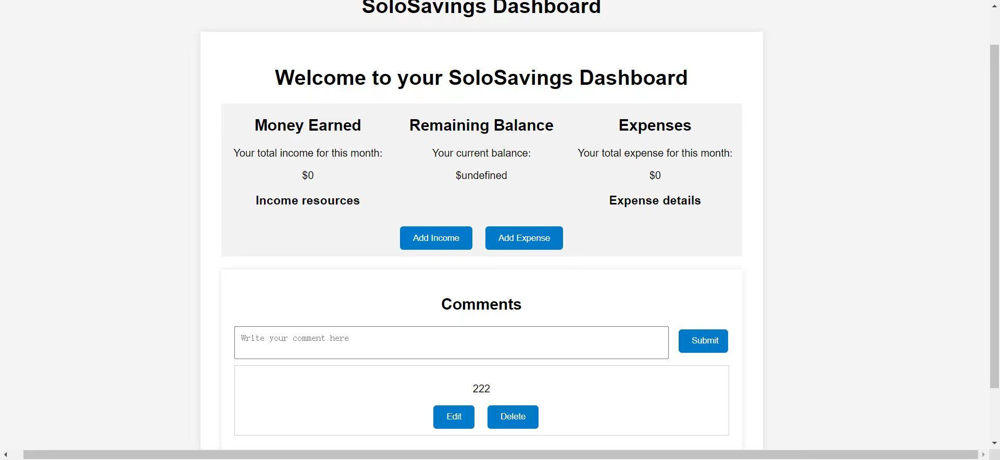 SoloSavings Dashboard
Welcome to your SoloSavings Dashboard
Money Earned
Your total income for this month:
$0
Income resources
Remaining Balance
Your current balance:
$undefined
Expenses
Your total expense for this month:
$0
Expense details
Add Income
Add Expense
Comments
Write your comment here
Submit
222
Edit
Delete